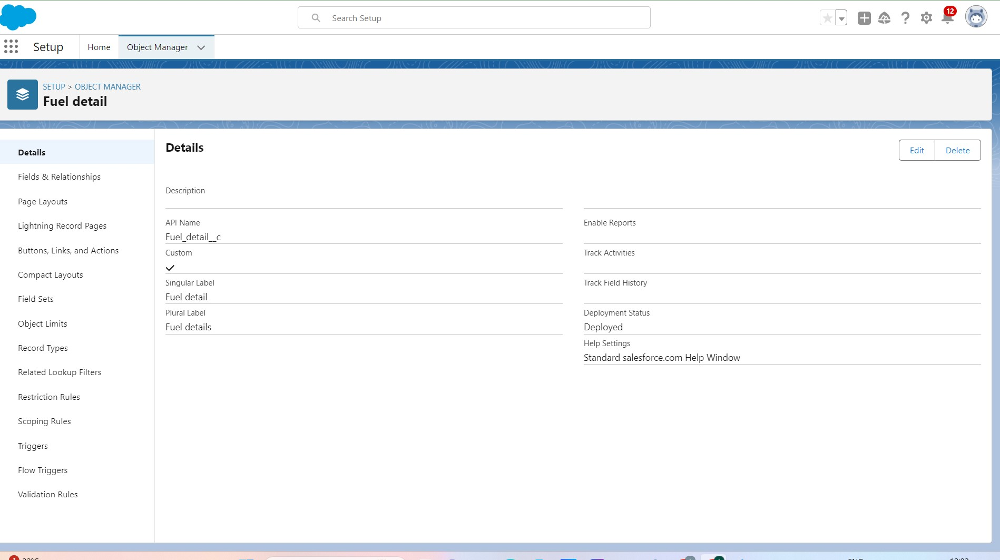 Search Setup
12
Setup
Home
Object Manager
SETUP > OBJECT MANAGER
Fuel detail
Details
Fields & Relationships
Page Layouts
Lightning Record Pages
Buttons, Links, and Actions
Compact Layouts
Field Sets
Object Limits
Record Types
Related Lookup Filters
Restriction Rules
Scoping Rules
Triggers
Flow Triggers
Validation Rules
Details
Edit
Delete
Description
API Name
Fuel_detail__c
Custom
Singular Label
Fuel detail
Plural Label
Fuel details
Enable Reports
Track Activities
Track Field History
Deployment Status
Deployed
Help Settings
Standard salesforce.com Help Window